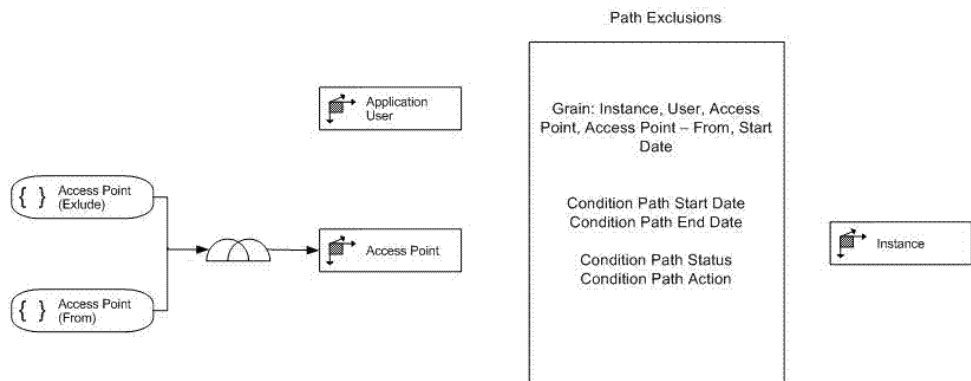 Path Exclusions
Application
User
Grain: Instance, User, Access
Point, Access Point – From, Start
Date
{ } Access Point
(Exlude)
Condition Path Start Date
Condition Path End Date
Access Point
Instance
Condition Path Status
Condition Path Action
{ } Access Point
(From)